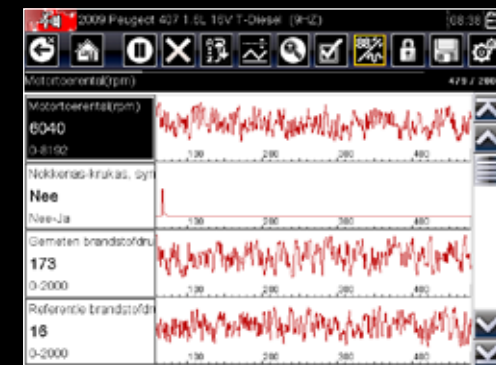 2009 Peugeot 407 1.6L 16V T-Diesel (9HZ) 08:38
Motortoerental(rpm) 479 / 2000
Motortoerental(rpm)
6040
0-8192
100 200 300 400
Nokkenas-krukas, syn
Nee
Nee-Ja
100 200 300 400
Gemeten brandstofdru
173
0-2000
100 200 300 400
Referentie brandstofdr
16
0-2000
100 200 300 400